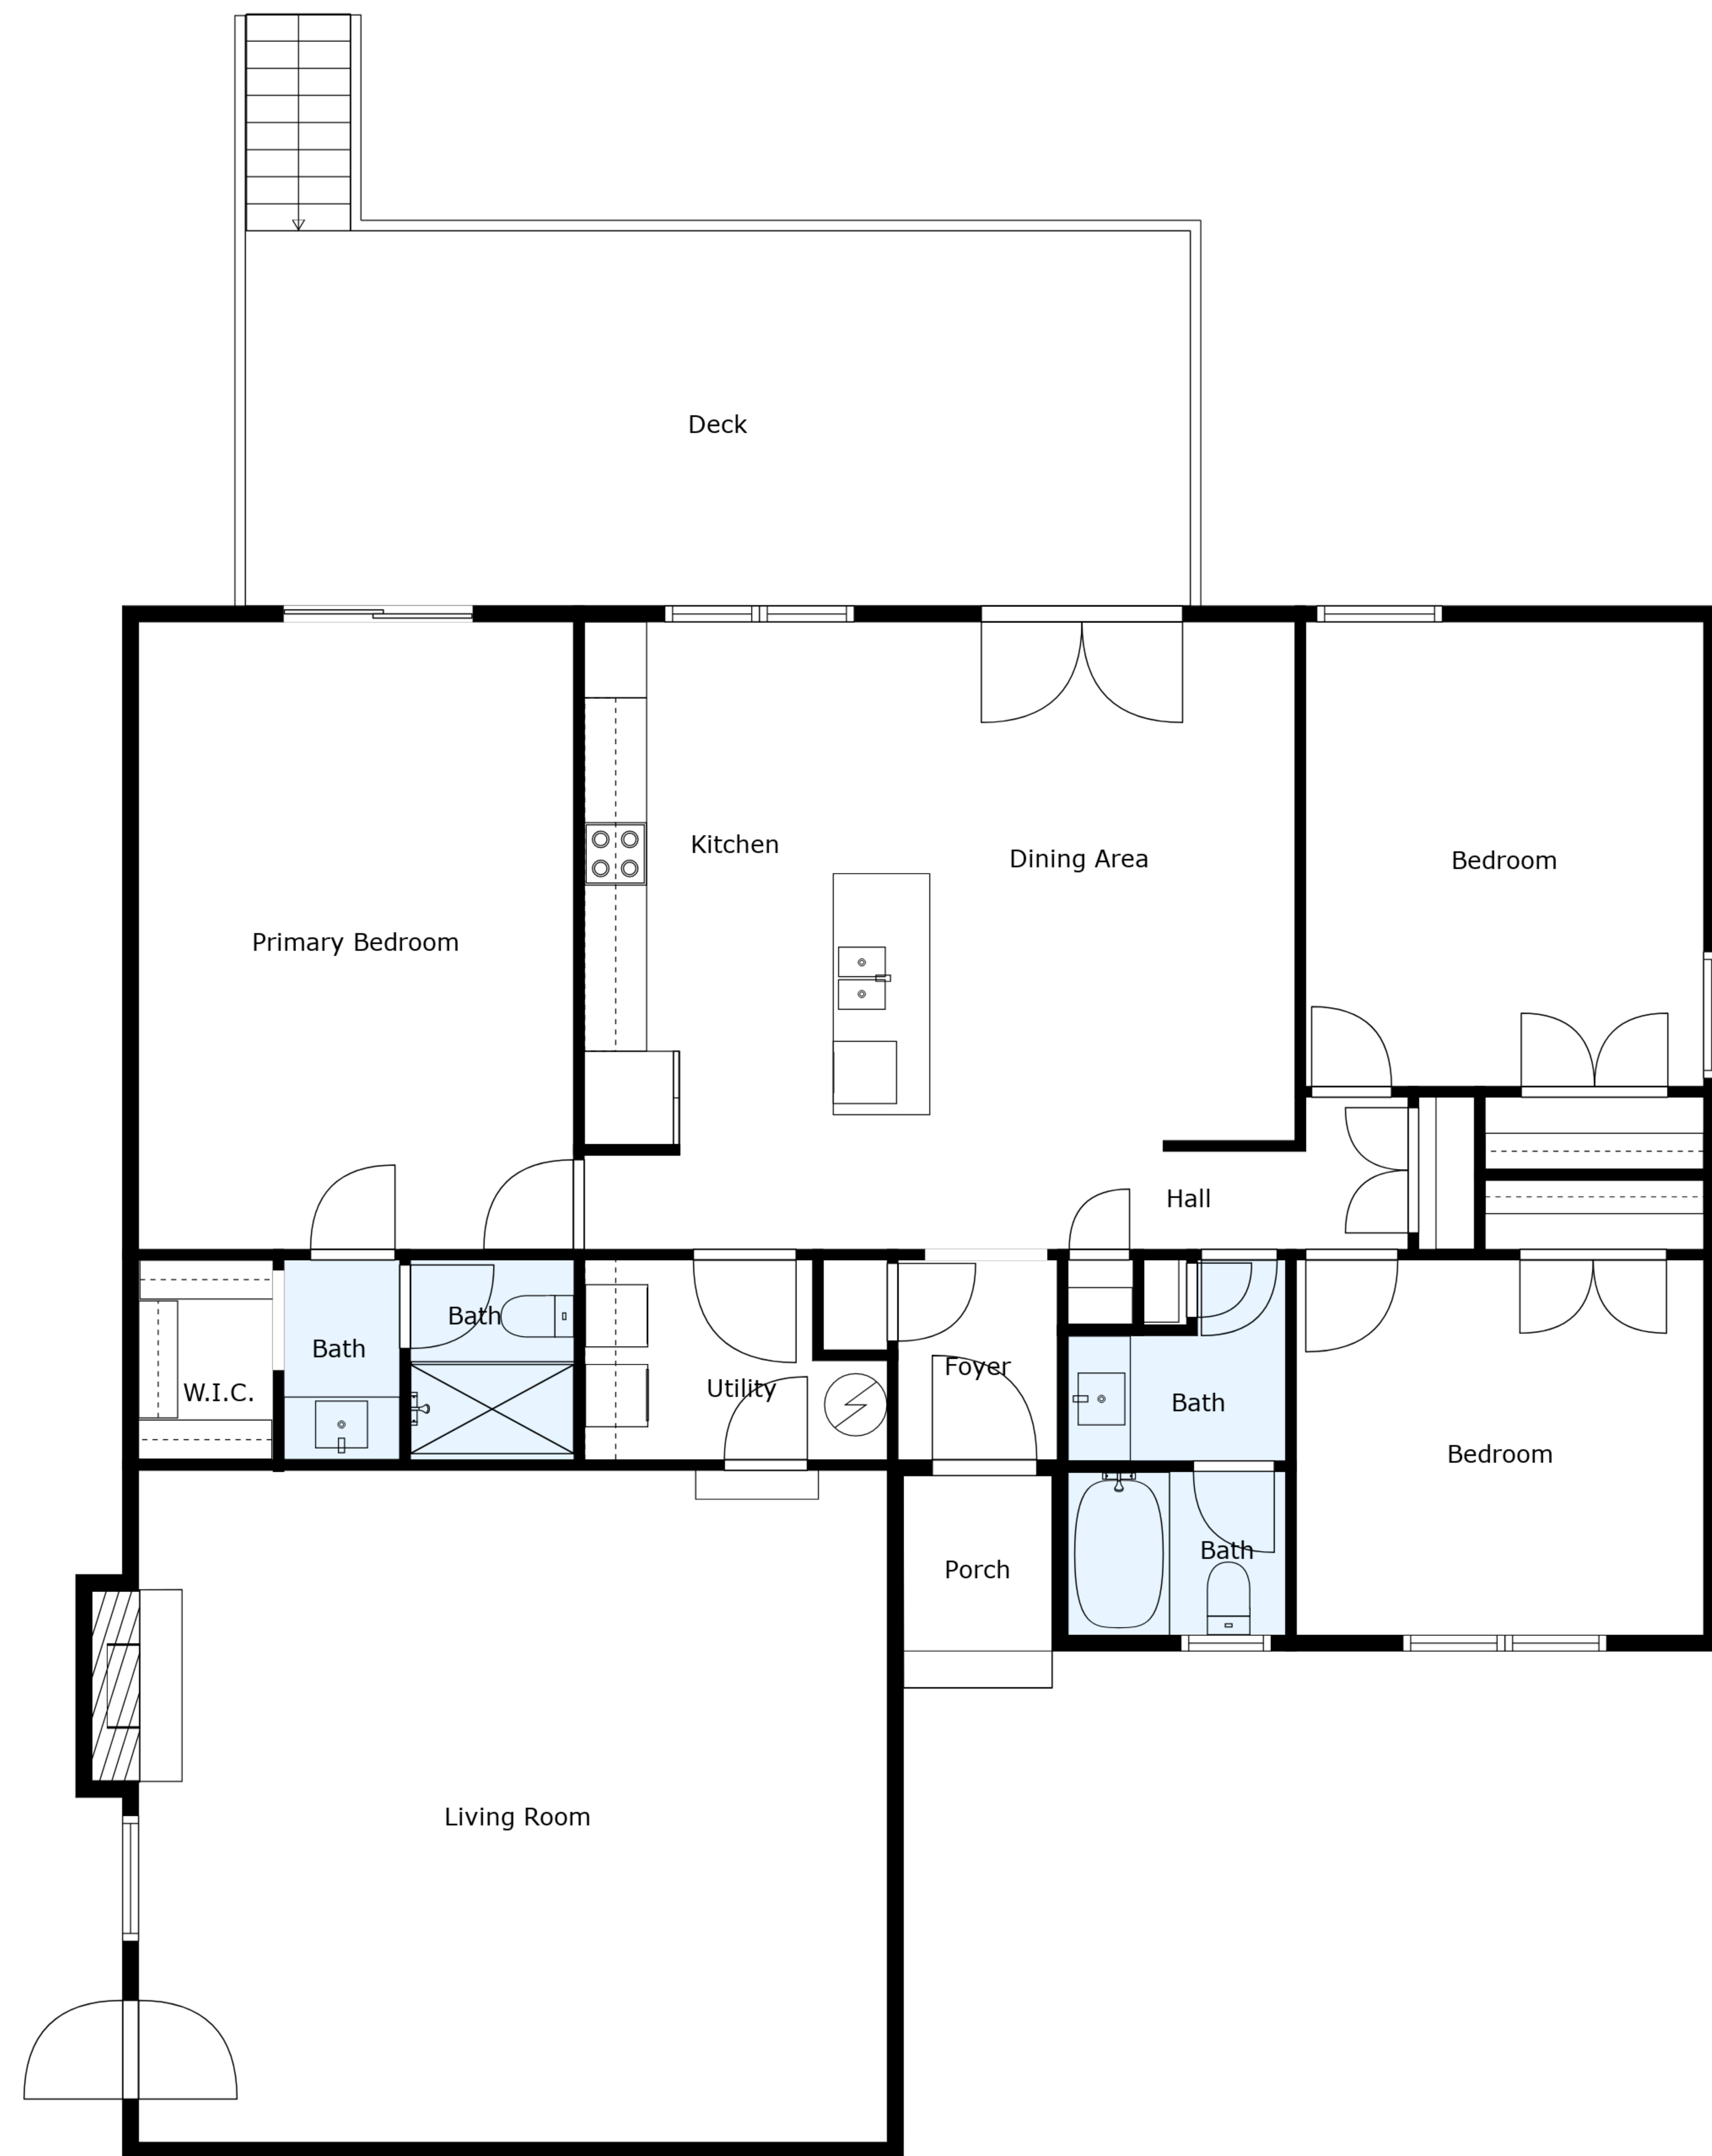 Deck
Kitchen
Dining Area
Bedroom
Primary Bedroom
Hall
Bath
Bath
W.I.C.
Utility
Foyer
Bath
Bedroom
Bath
Porch
Living Room